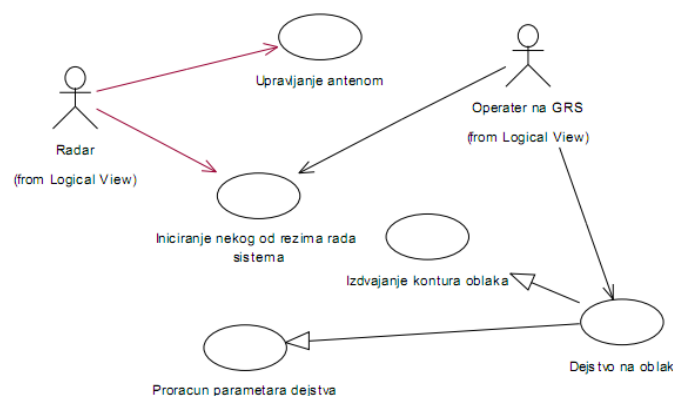 Upravljanje antenom
Operater na GRS
(from Logical View)
Radar
(from Logical View)
Iniciranje nekog od rezima rada
sistema
Izdvajanje kontura oblaka
Dejstvo na oblak
Proracun parametara dejstva